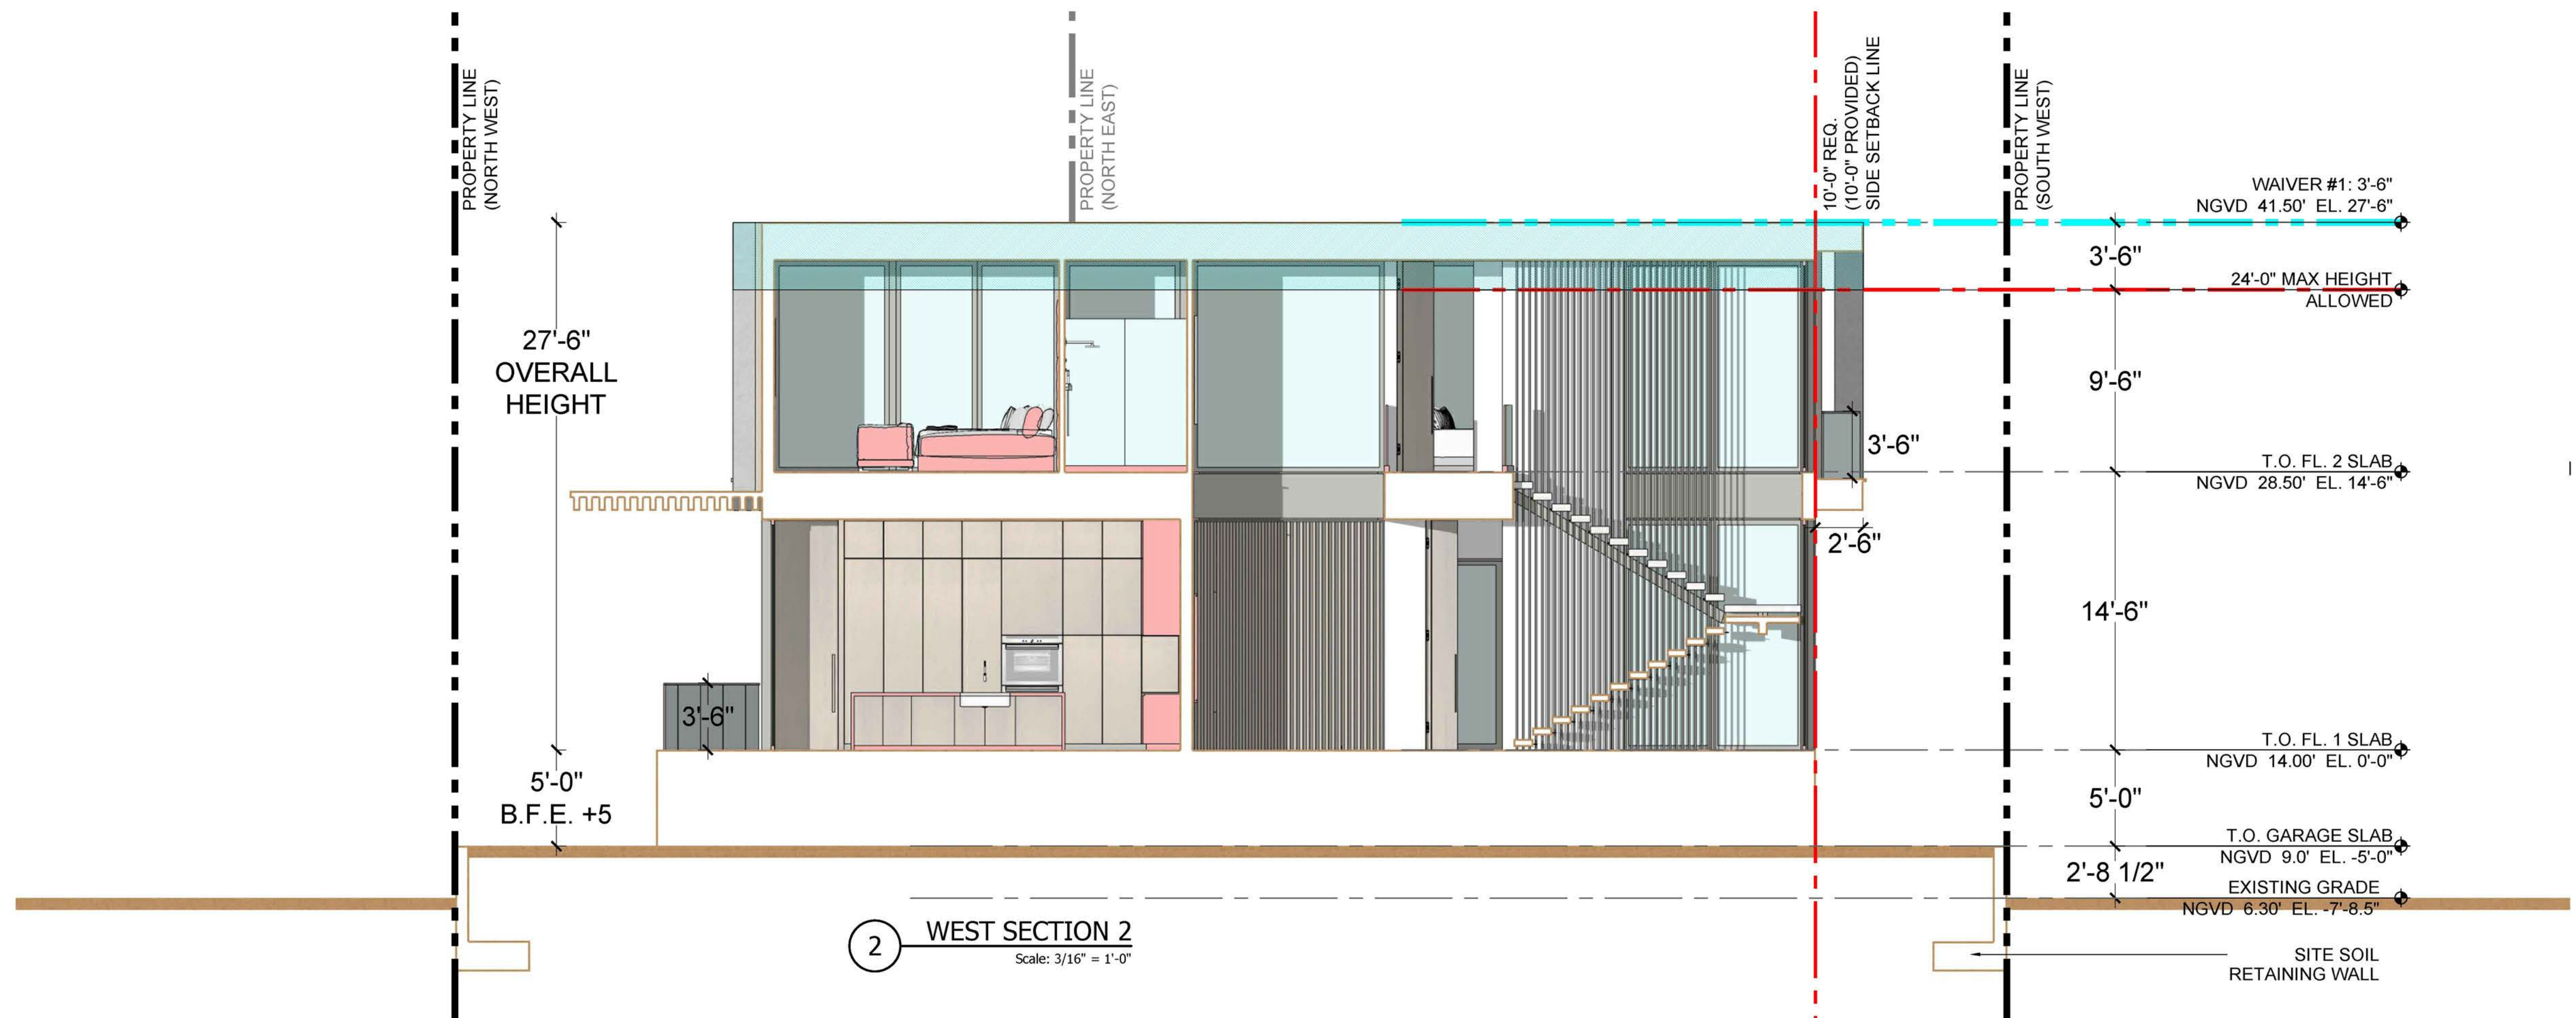 PROPERTY LINE
(NORTH WEST)
PROPERTY LINE
(NORTH EAST)
10'-0" REQ.
(10'-0" PROVIDED)
SIDE SETBACK LINE
PROPERTY LINE
(SOUTH WEST)
WAIVER #1: 3'-6"
NGVD 41.50' EL. 27'-6"
3'-6"
24'-0" MAX HEIGHT
ALLOWED
27'-6"
OVERALL
HEIGHT
9'-6"
3'-6"
T.O. FL. 2 SLAB
NGVD 28.50' EL. 14'-6"
2'-6"
14'-6"
3'-6"
T.O. FL. 1 SLAB
NGVD 14.00' EL. 0'-0"
5'-0"
B.F.E. +5
5'-0"
T.O. GARAGE SLAB
NGVD 9.0' EL. -5'-0"
2'-8 1/2"
EXISTING GRADE
NGVD 6.30' EL. -7'-8.5"
2
WEST SECTION 2
Scale: 3/16" = 1'-0"
SITE SOIL
RETAINING WALL